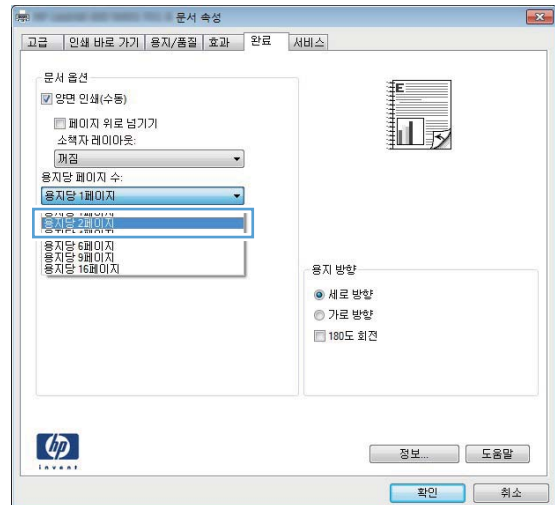 문서 속성
고급 인쇄 바로 가기 용지/품질 효과 완료 서비스
문서 옵션
양면 인쇄(수동)
페이지 위로 넘기기
소책자 레이아웃:
꺼짐
용지당 페이지 수:
용지당 1페이지
용지당 2페이지
용지당 6페이지
용지당 9페이지
용지당 16페이지
E
용지 방향
세로 방향
가로 방향
180도 회전
hp
invent
정보... 도움말
확인 취소